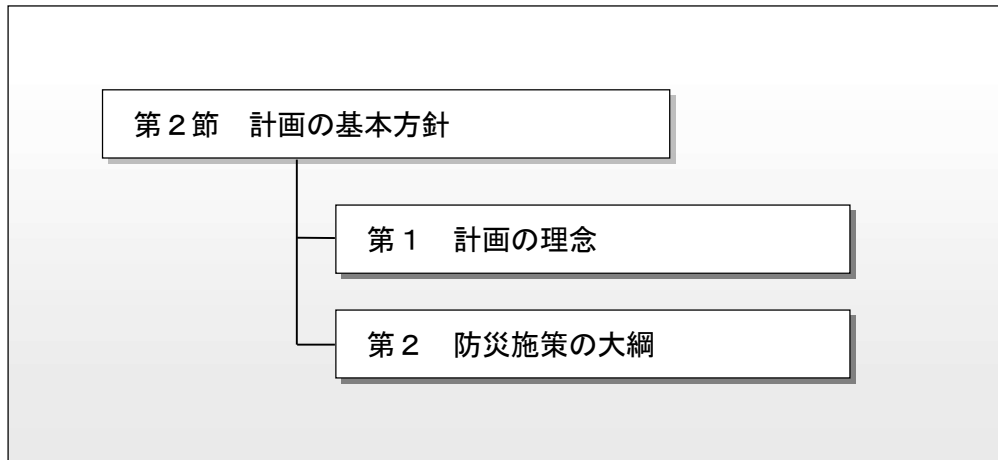 第２節　計画の基本方針
第１　計画の理念
第２　防災施策の大綱